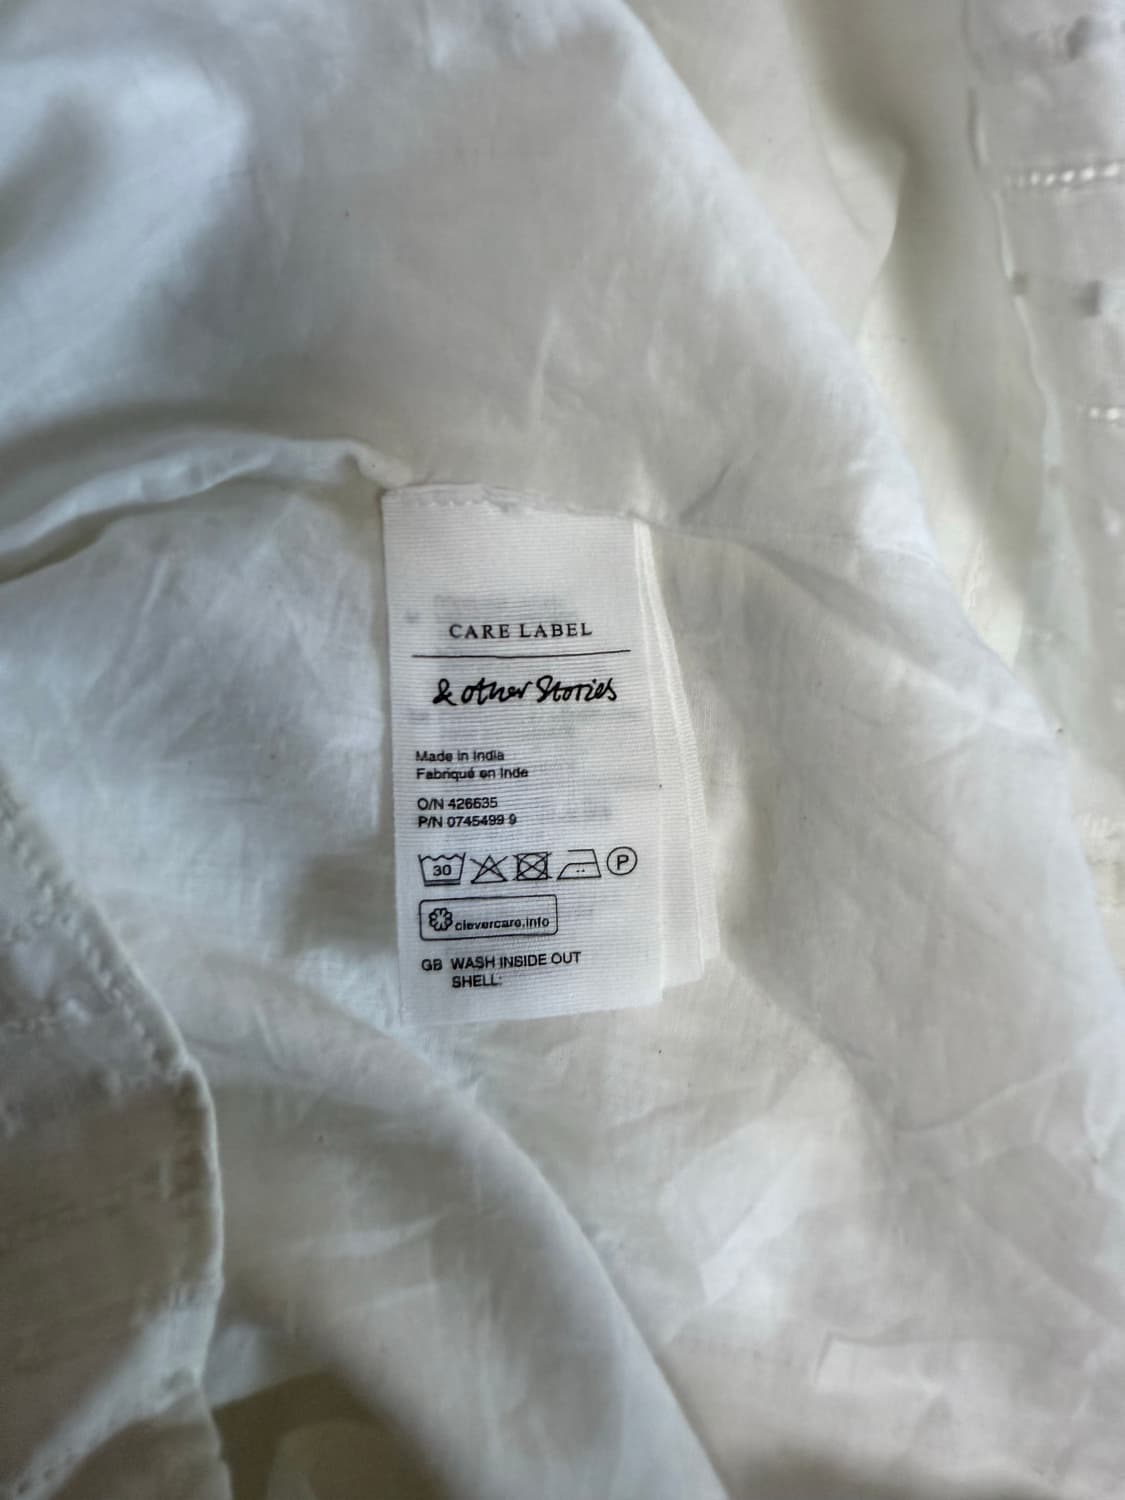 CARE LABEL
& other Stories
Made in India
Fabriqué en Inde
O/N 426635
P/N 0745499 9
30 P
clevercare.info
GB WASH INSIDE OUT
SHELL: